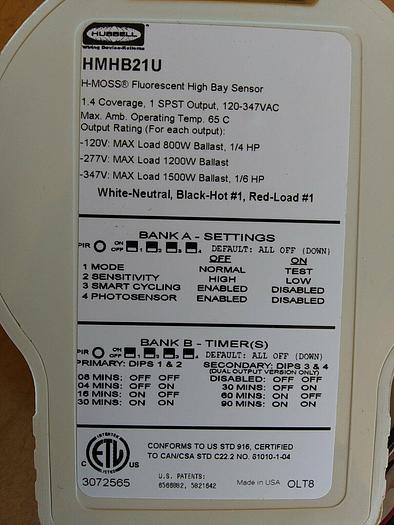 HUBBELL
Wiring Device-Kellems
HMHB21U
H-MOSS® Fluorescent High Bay Sensor
1.4 Coverage, 1 SPST Output, 120-347VAC
Max. Amb. Operating Temp. 65 C
Output Rating (For each output):
-120V: MAX Load 800W Ballast, 1/4 HP
-277V: MAX Load 1200W Ballast
-347V: MAX Load 1500W Ballast, 1/6 HP
White-Neutral, Black-Hot #1, Red-Load #1
BANK A - SETTINGS
PIR ON OFF 1 2 3 4 DEFAULT: ALL OFF (DOWN)
OFF ON
1 MODE NORMAL TEST
2 SENSITIVITY HIGH LOW
3 SMART CYCLING ENABLED DISABLED
4 PHOTOSENSOR ENABLED DISABLED
BANK B - TIMER(S)
PIR ON OFF 1 2 3 4 DEFAULT: ALL OFF (DOWN)
PRIMARY: DIPS 1 & 2 SECONDARY: DIPS 3 & 4
(DUAL OUTPUT VERSION ONLY)
08 MINS: OFF OFF DISABLED: OFF OFF
04 MINS: OFF ON 30 MINS: OFF ON
16 MINS: ON OFF 60 MINS: ON OFF
30 MINS: ON ON 90 MINS: ON ON
INTERTEK
C ETL US
LISTED
CONFORMS TO US STD 916, CERTIFIED
TO CAN/CSA STD C22.2 NO. 61010-1-04
3072565
U.S. PATENTS:
6566882, 5821642
Made in USA
OLT8